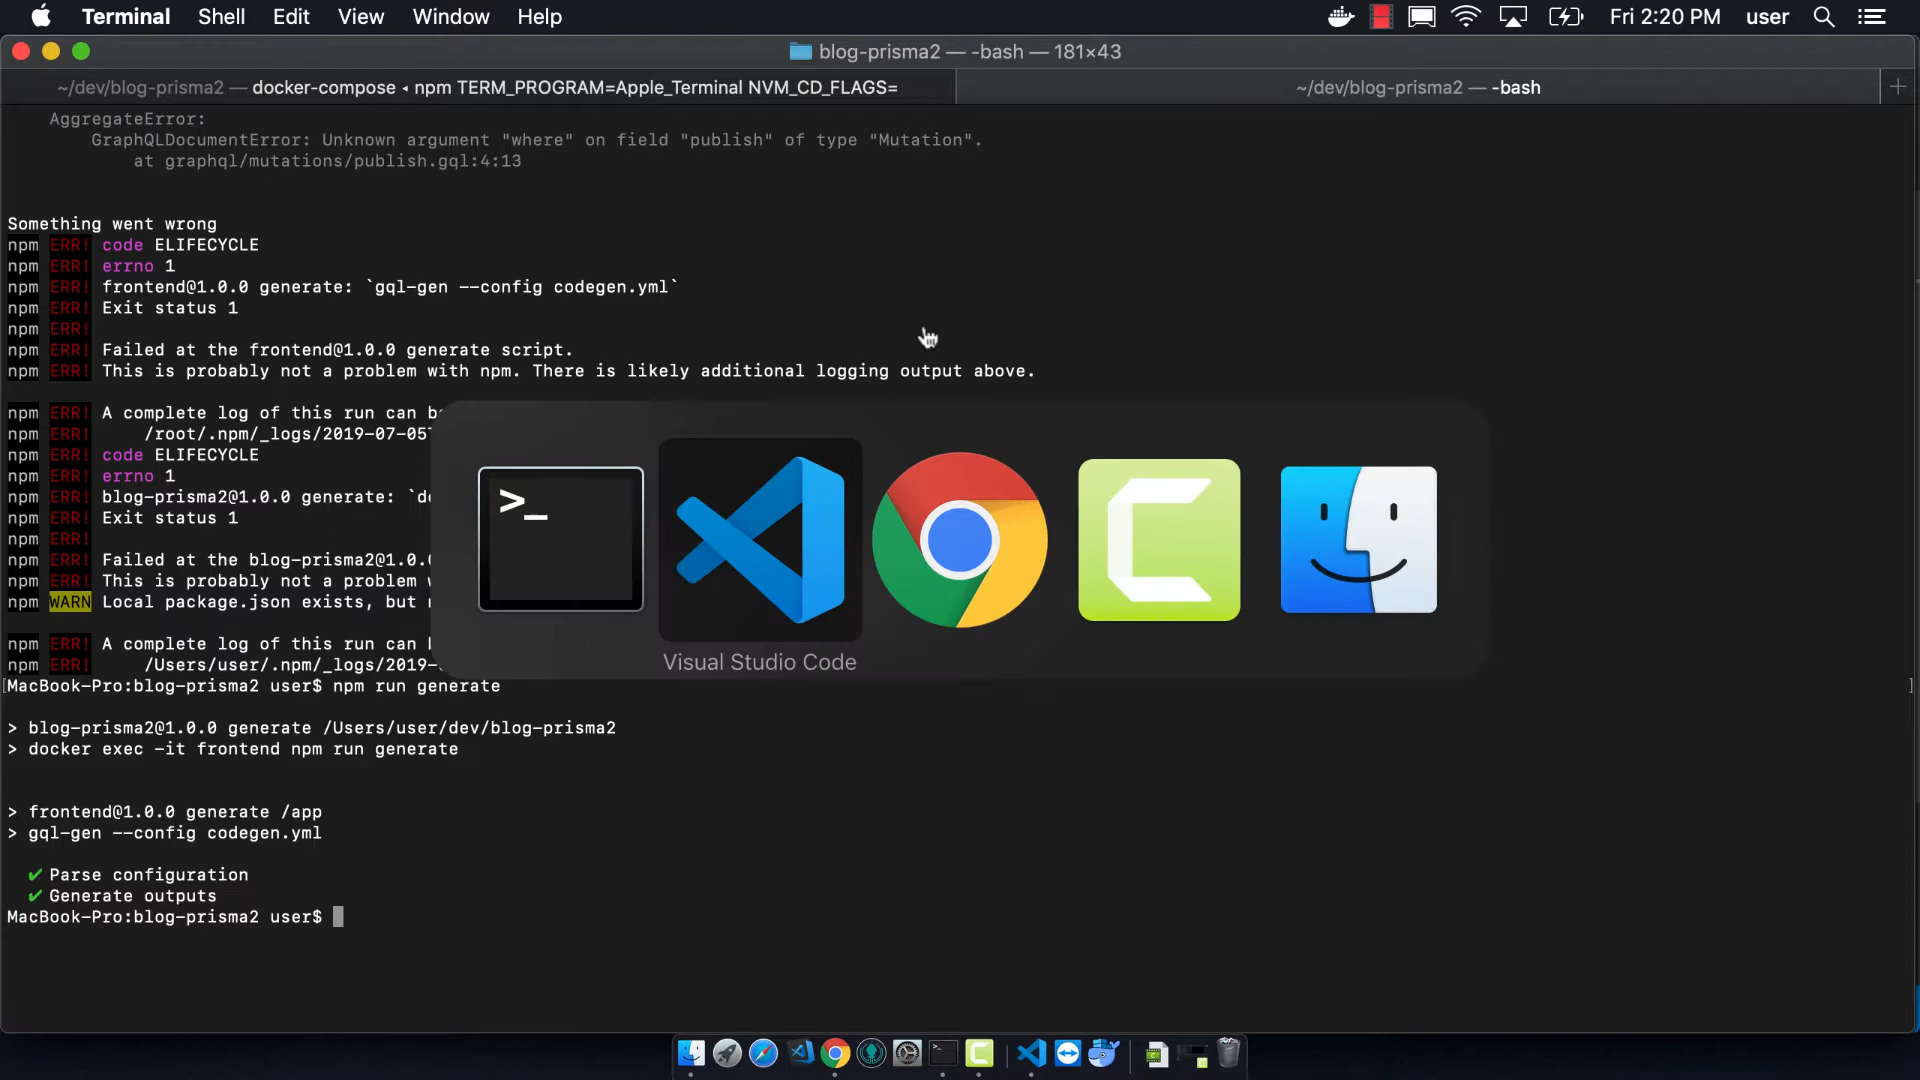 Terminal Shell Edit View Window Help Fri 2:20 PM user
blog-prisma2 — -bash — 181×43
~/dev/blog-prisma2 — docker-compose ◂ npm TERM_PROGRAM=Apple_Terminal NVM_CD_FLAGS= ~/dev/blog-prisma2 — -bash
AggregateError:
GraphQLDocumentError: Unknown argument "where" on field "publish" of type "Mutation".
at graphql/mutations/publish.gql:4:13
Something went wrong
npm ERR! code ELIFECYCLE
npm ERR! errno 1
npm ERR! frontend@1.0.0 generate: `gql-gen --config codegen.yml`
npm ERR! Exit status 1
npm ERR!
npm ERR! Failed at the frontend@1.0.0 generate script.
npm ERR! This is probably not a problem with npm. There is likely additional logging output above.
npm ERR! A complete log of this run can
npm ERR! /root/.npm/_logs/2019-07-05T
npm ERR! code ELIFECYCLE
npm ERR! errno 1
npm ERR! blog-prisma2@1.0.0 generate: `d
npm ERR! Exit status 1
npm ERR!
npm ERR! Failed at the blog-prisma2@1.0.
npm ERR! This is probably not a problem
npm WARN Local package.json exists, but
npm ERR! A complete log of this run can
npm ERR! /Users/user/.npm/_logs/2019-
>_
Visual Studio Code
[MacBook-Pro:blog-prisma2 user$ npm run generate ]
> blog-prisma2@1.0.0 generate /Users/user/dev/blog-prisma2
> docker exec -it frontend npm run generate
> frontend@1.0.0 generate /app
> gql-gen --config codegen.yml
✔ Parse configuration
✔ Generate outputs
MacBook-Pro:blog-prisma2 user$